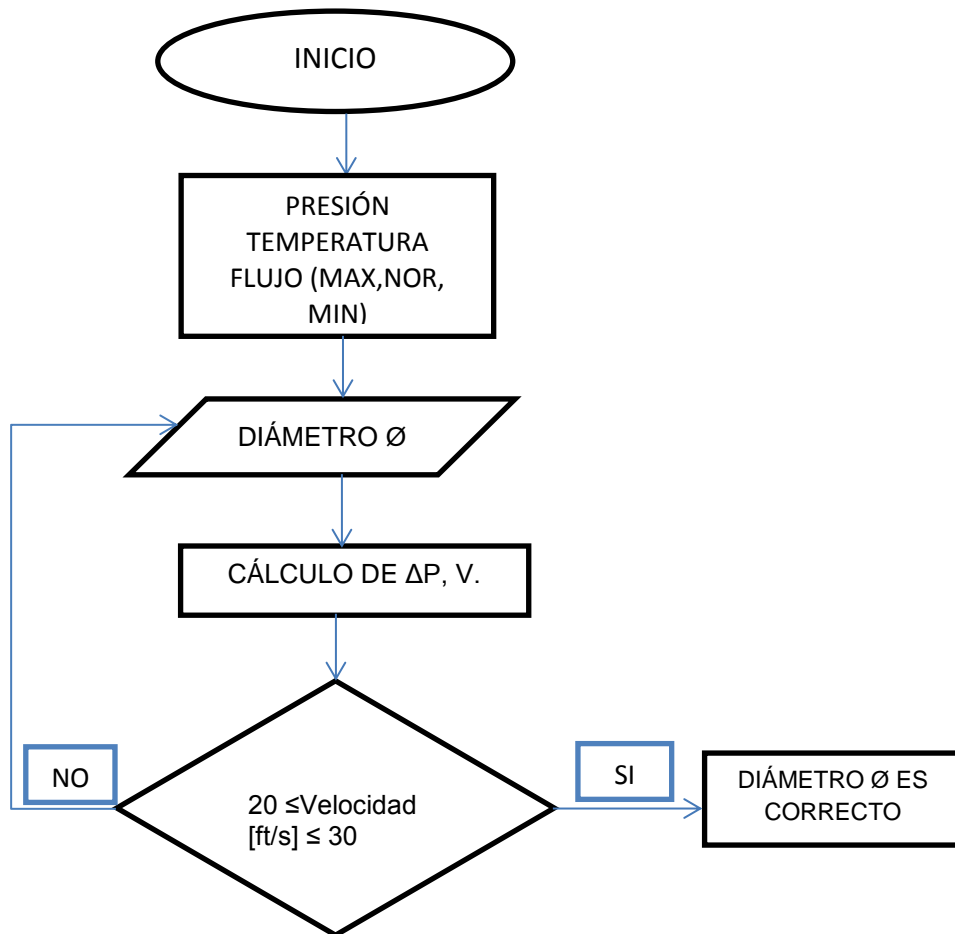 INICIO
PRESIÓN
TEMPERATURA
FLUJO (MAX,NOR,
MIN)
DIÁMETRO Ø
CÁLCULO DE ΔP, V.
NO
20 ≤Velocidad
[ft/s] ≤ 30
SI
DIÁMETRO Ø ES
CORRECTO